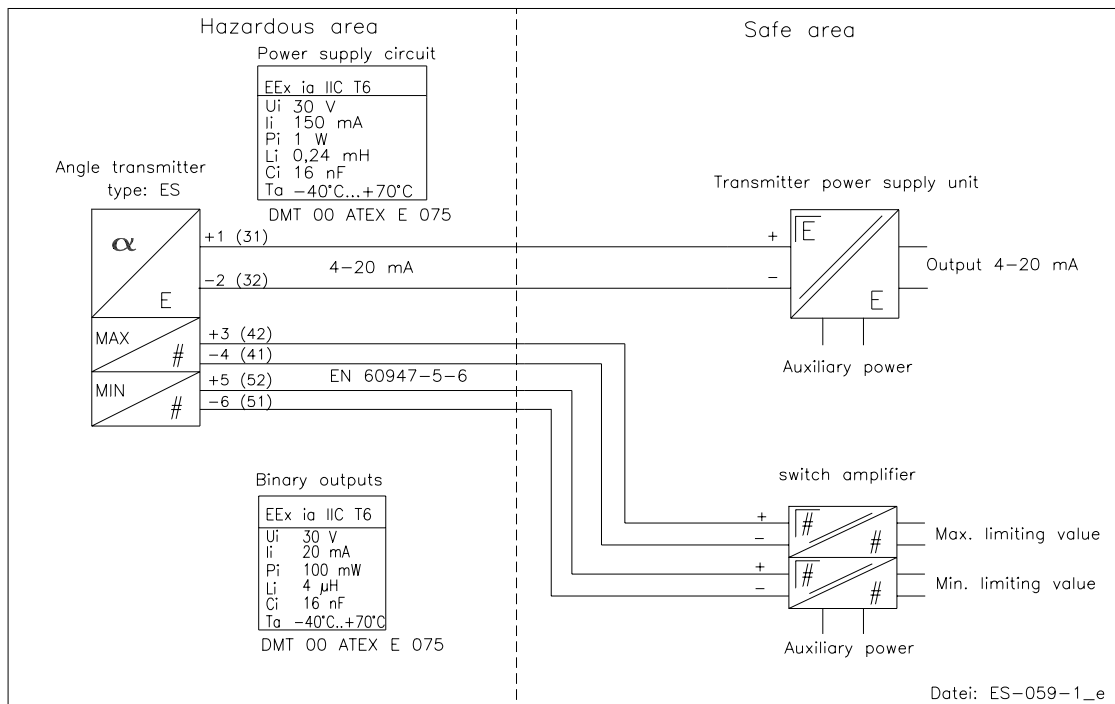 Hazardous area
Safe area
Power supply circuit
EEx ia IIC T6
Ui 30 V
Ii 150 mA
Pi 1 W
Li 0,24 mH
Ci 16 nF
Ta -40°C...+70°C
DMT 00 ATEX E 075
Angle transmitter
type: ES
α
E
+1 (31)
4-20 mA
-2 (32)
Transmitter power supply unit
+
-
E
E
Output 4-20 mA
Auxiliary power
MAX
#
+3 (42)
-4 (41)
MIN
#
+5 (52)
-6 (51)
EN 60947-5-6
Binary outputs
EEx ia IIC T6
Ui 30 V
Ii 20 mA
Pi 100 mW
Li 4 µH
Ci 16 nF
Ta -40°C..+70°C
DMT 00 ATEX E 075
switch amplifier
+
-
#
#
Max. limiting value
+
-
#
#
Min. limiting value
Auxiliary power
Datei: ES-059-1_e